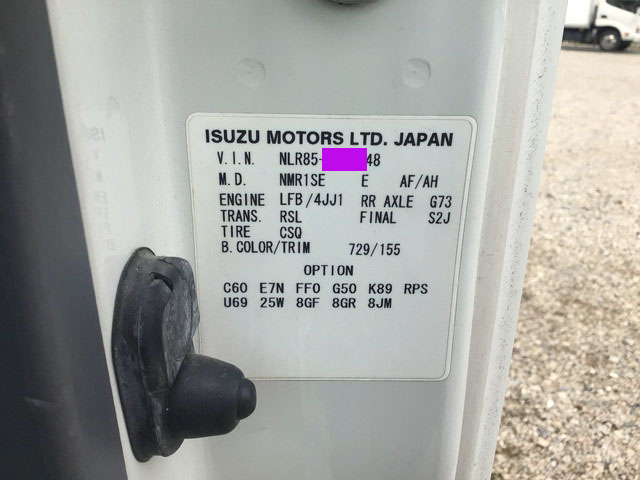 ISUZU MOTORS LTD. JAPAN
V.I.N. NLR85- 48
M.D. NMR1SE E AF/AH
ENGINE LFB/4JJ1 RR AXLE G73
TRANS. RSL FINAL S2J
TIRE CSQ
B.COLOR/TRIM 729/155
OPTION
C60 E7N FF0 G50 K89 RPS
U69 25W 8GF 8GR 8JM